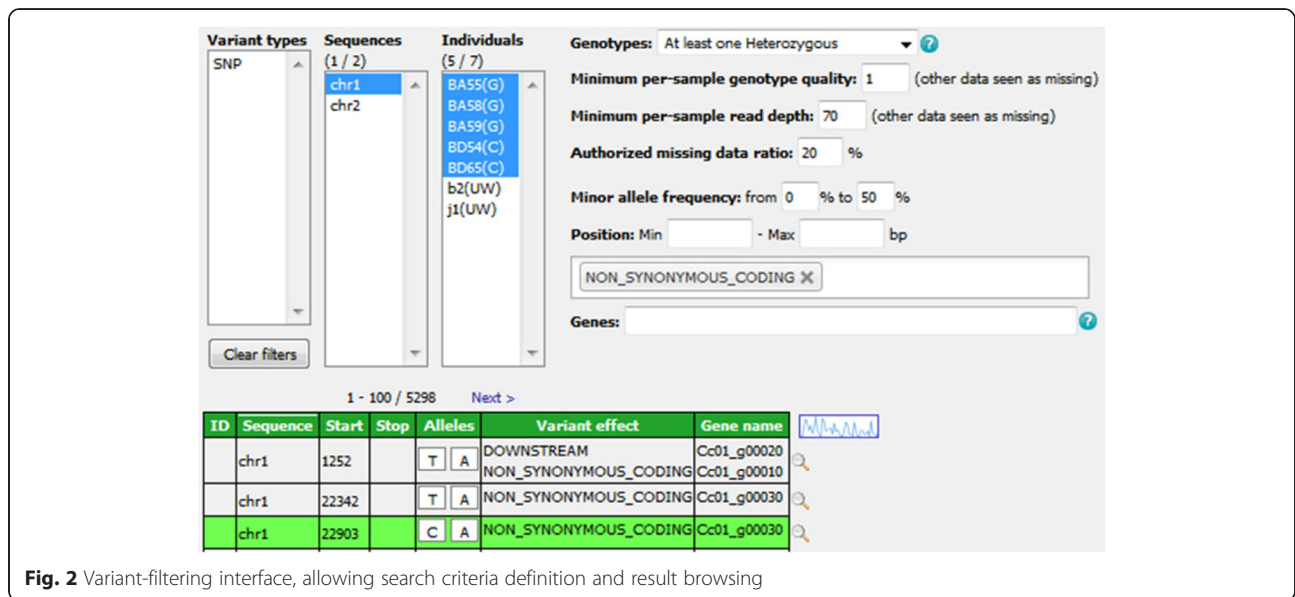 Variant types
SNP
Clear filters
Sequences
(1 / 2)
chr1
chr2
Individuals
(5 / 7)
BA55(G)
BA58(G)
BA59(G)
BD54(C)
BD65(C)
b2(UW)
j1(UW)
Genotypes: At least one Heterozygous ?
Minimum per-sample genotype quality: 1 (other data seen as missing)
Minimum per-sample read depth: 70 (other data seen as missing)
Authorized missing data ratio: 20 %
Minor allele frequency: from 0 % to 50 %
Position: Min - Max bp
NON_SYNONYMOUS_CODING X
Genes: ?
1 - 100 / 5298 Next >
ID Sequence Start Stop Alleles Variant effect Gene name
chr1 1252 T A DOWNSTREAM Cc01_g00020
NON_SYNONYMOUS_CODING Cc01_g00010
chr1 22342 T A NON_SYNONYMOUS_CODING Cc01_g00030
chr1 22903 C A NON_SYNONYMOUS_CODING Cc01_g00030
Fig. 2 Variant-filtering interface, allowing search criteria definition and result browsing